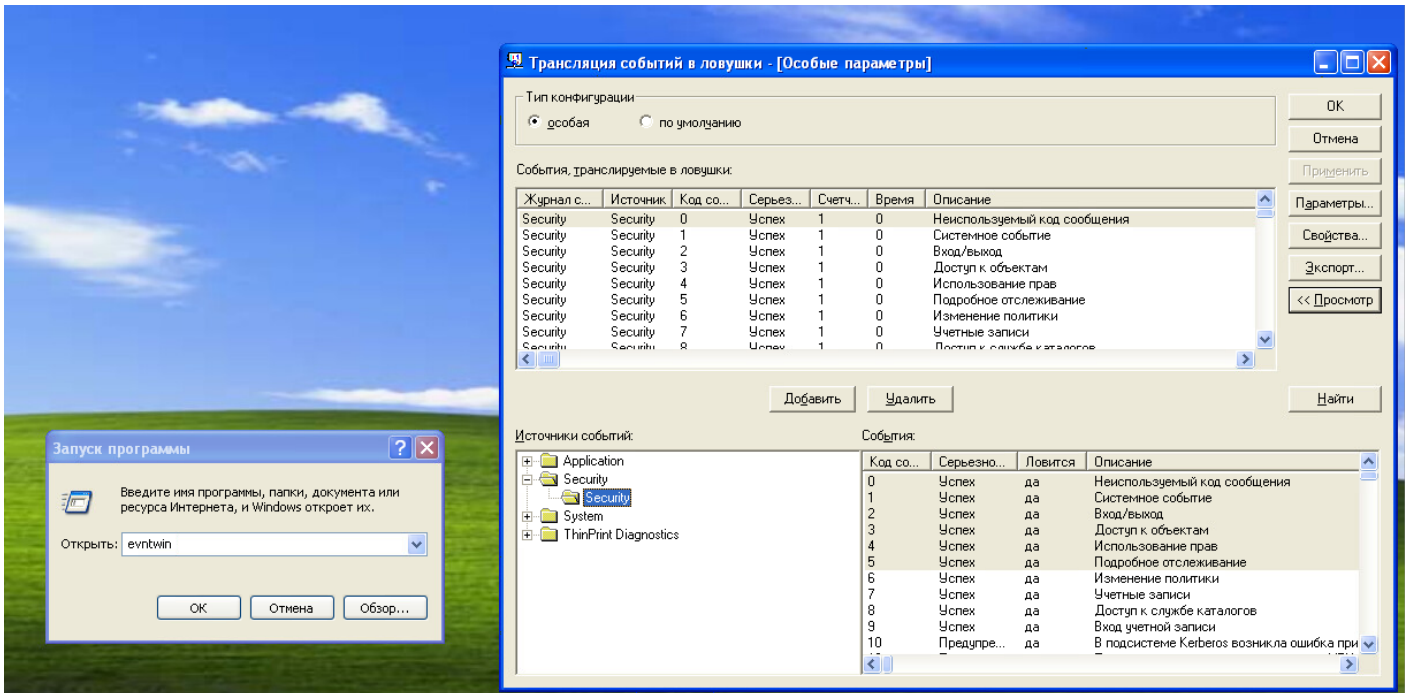 Трансляция событий в ловушки - [Особые параметры]
Тип конфигурации
особая
по умолчанию
OK
Отмена
Применить
Параметры...
Свойства...
Экспорт...
<< Просмотр
События, транслируемые в ловушки:
Журнал с... Источник Код со... Серьез... Счетч... Время Описание
Security Security 0 Успех 1 0 Неиспользуемый код сообщения
Security Security 1 Успех 1 0 Системное событие
Security Security 2 Успех 1 0 Вход/выход
Security Security 3 Успех 1 0 Доступ к объектам
Security Security 4 Успех 1 0 Использование прав
Security Security 5 Успех 1 0 Подробное отслеживание
Security Security 6 Успех 1 0 Изменение политики
Security Security 7 Успех 1 0 Учетные записи
Security Security 8 Успех 1 0 Доступ к службе каталогов
Добавить
Удалить
Найти
Источники событий:
Application
Security
Security
System
ThinPrint Diagnostics
События:
Код со... Серьезно... Ловится Описание
0 Успех да Неиспользуемый код сообщения
1 Успех да Системное событие
2 Успех да Вход/выход
3 Успех да Доступ к объектам
4 Успех да Использование прав
5 Успех да Подробное отслеживание
6 Успех да Изменение политики
7 Успех да Учетные записи
8 Успех да Доступ к службе каталогов
9 Успех да Вход учетной записи
10 Предупре... да В подсистеме Kerberos возникла ошибка при
Запуск программы
Введите имя программы, папки, документа или
ресурса Интернета, и Windows откроет их.
Открыть: evntwin
OK
Отмена
Обзор...